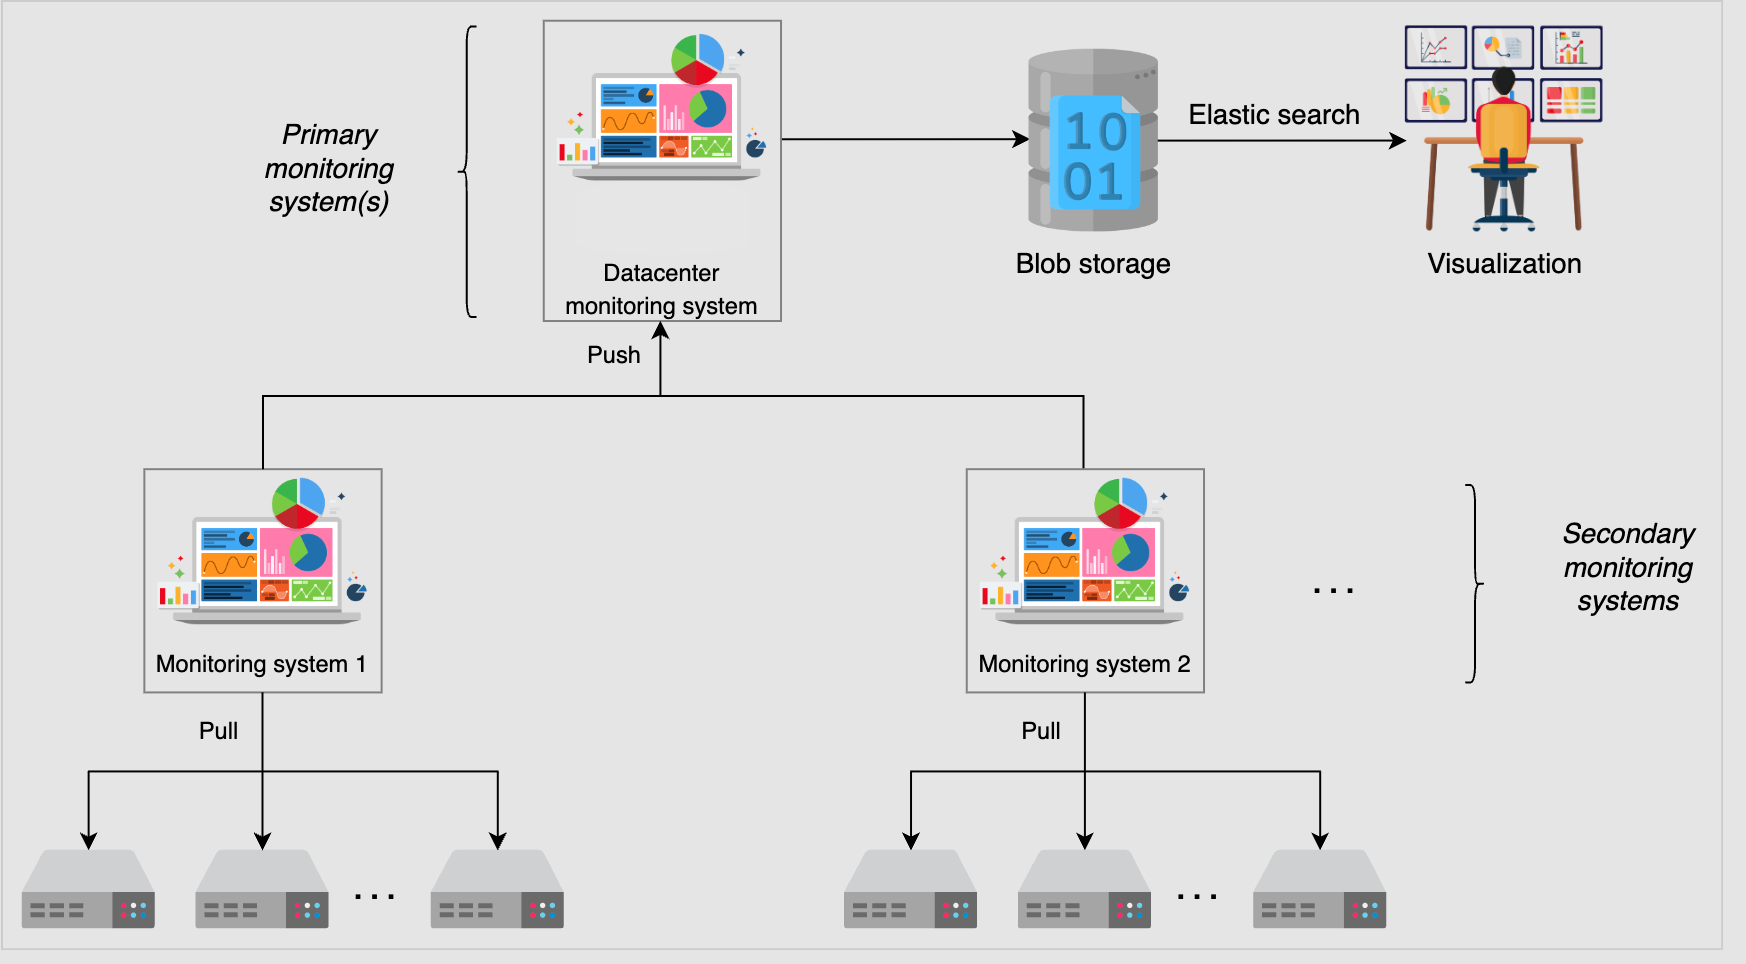 Primary
monitoring
system(s)
Datacenter
monitoring system
10
01
Blob storage
Elastic search
Visualization
Push
Monitoring system 1
Monitoring system 2
...
Secondary
monitoring
systems
Pull
Pull
...
...